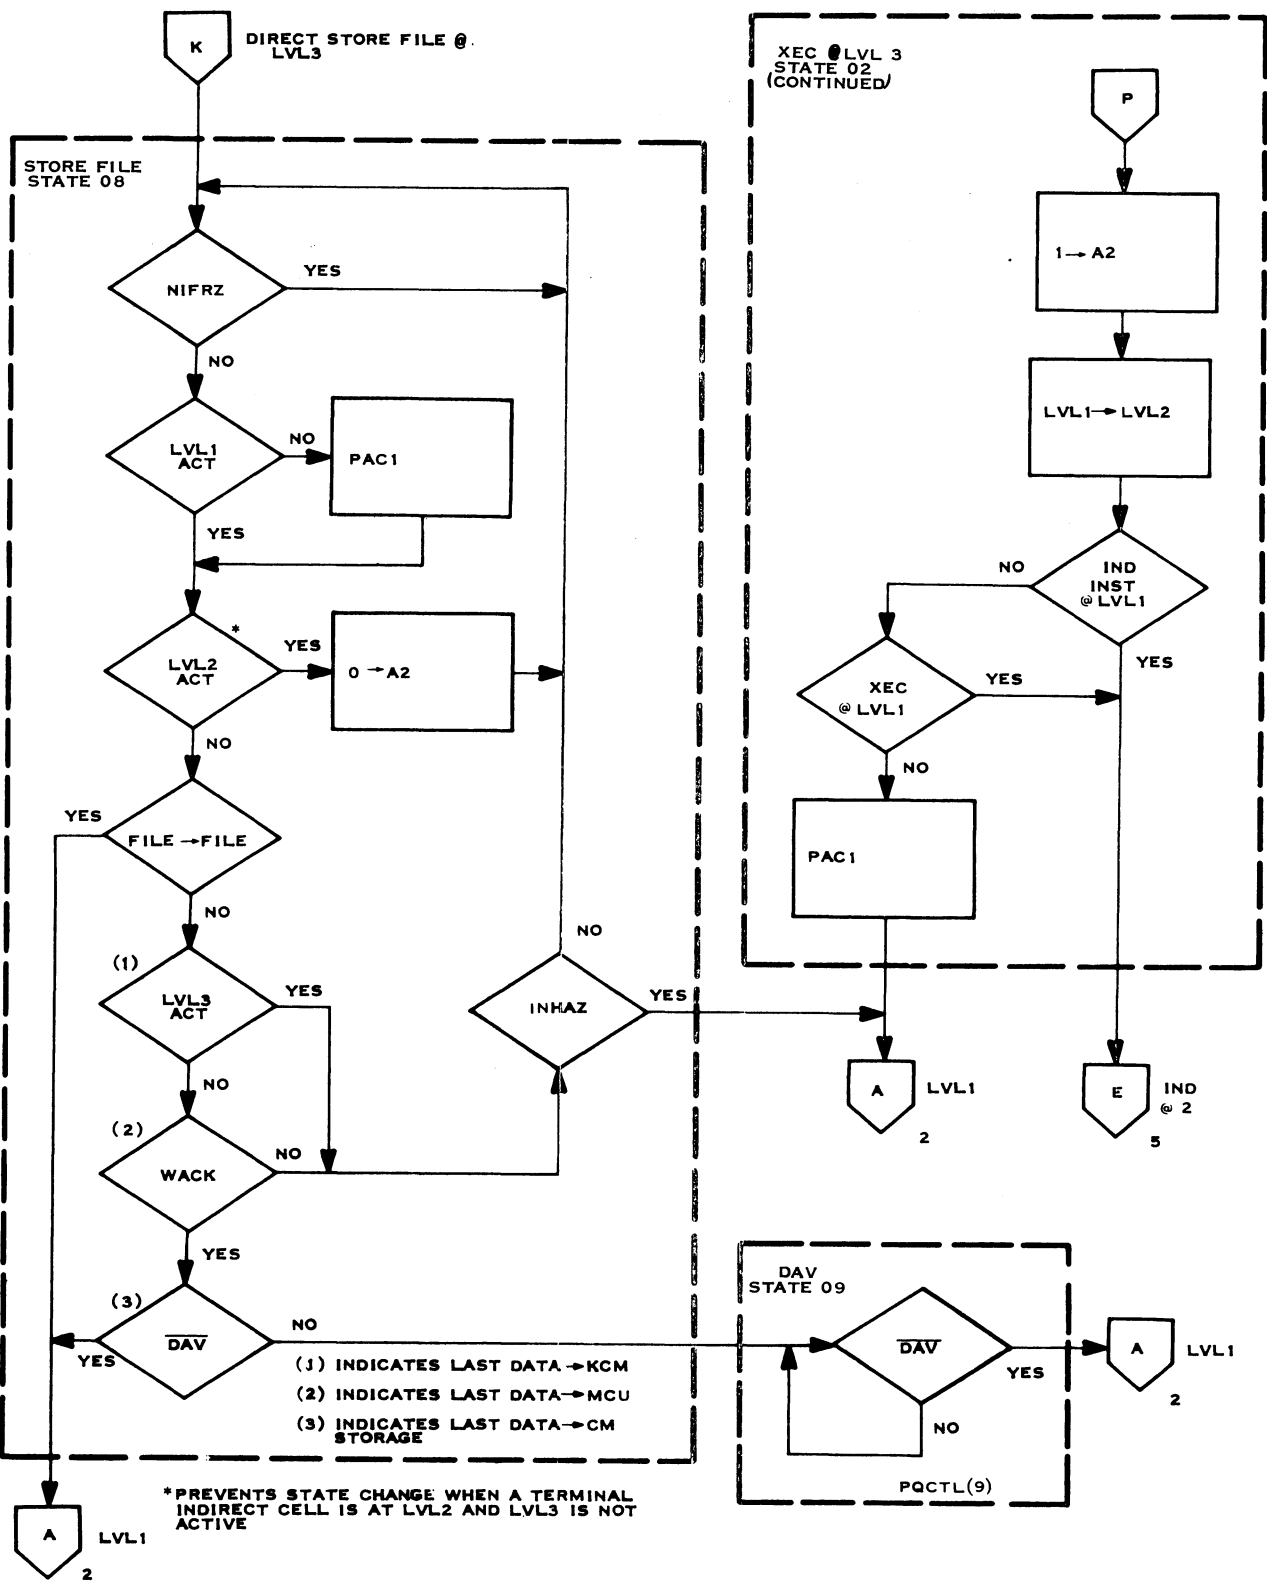 K
DIRECT STORE FILE @
LVL3
STORE FILE
STATE 08
NIFRZ
YES
NO
LVL1
ACT
NO
PAC1
YES
*
LVL2
ACT
YES
0 → A2
NO
YES
FILE → FILE
NO
(1)
LVL3
ACT
YES
NO
(2)
WACK
NO
YES
(3)
DAV
YES
NO
NO
INHAZ
YES
(1) INDICATES LAST DATA → KCM
(2) INDICATES LAST DATA → MCU
(3) INDICATES LAST DATA → CM
STORAGE
*PREVENTS STATE CHANGE WHEN A TERMINAL
INDIRECT CELL IS AT LVL2 AND LVL3 IS NOT
ACTIVE
A
LVL1
2
XEC @ LVL 3
STATE 02
(CONTINUED)
P
1 → A2
LVL1 → LVL2
IND
INST
@ LVL1
NO
YES
XEC
@ LVL1
YES
NO
PAC1
A
LVL1
2
E
IND
@ 2
5
DAV
STATE 09
DAV
YES
NO
PQCTL(9)
A
LVL1
2